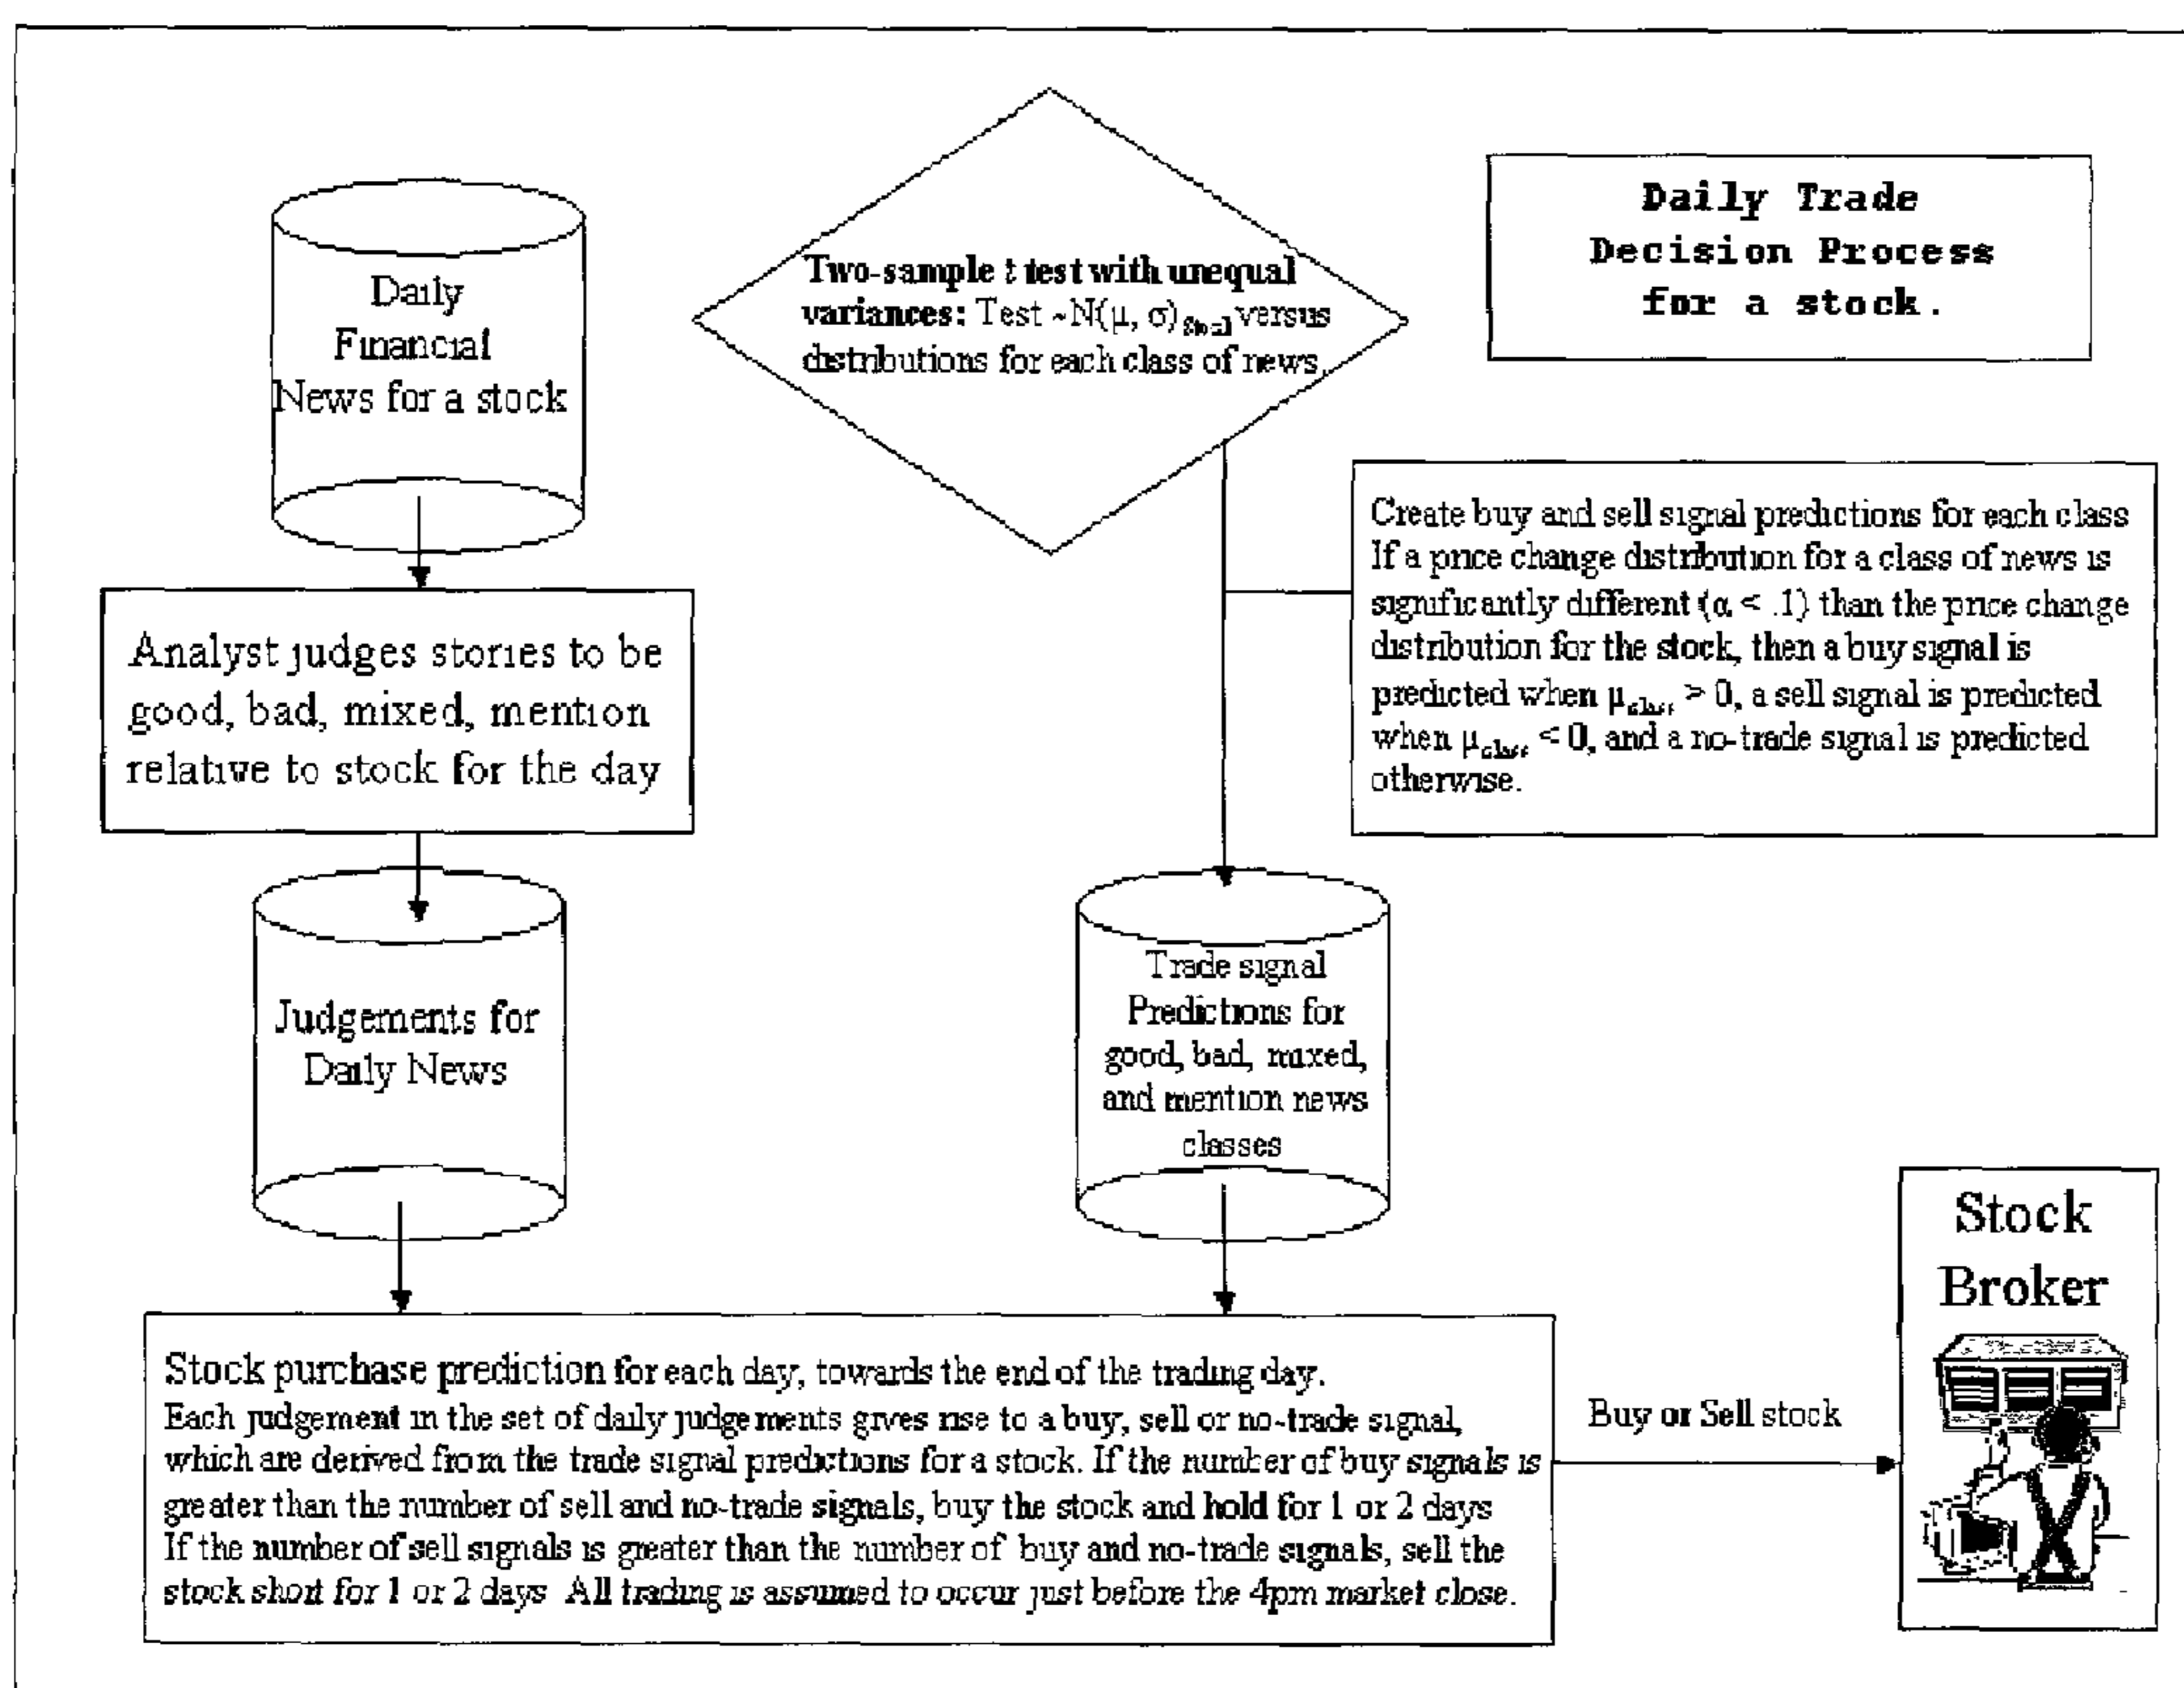 Daily
Financial
News for a stock
Two-sample t test with unequal
variances: Test ~N(μ, σ) versus
distributions for each class of news.
Daily Trade
Decision Process
for a stock.
Create buy and sell signal predictions for each class
If a price change distribution for a class of news is
significantly different (α < .1) than the price change
distribution for the stock, then a buy signal is
predicted when μclass > 0, a sell signal is predicted
when μclass < 0, and a no-trade signal is predicted
otherwise.
Analyst judges stories to be
good, bad, mixed, mention
relative to stock for the day
Judgements for
Daily News
Trade signal
Predictions for
good, bad, mixed,
and mention news
classes
Stock purchase prediction for each day, towards the end of the trading day.
Each judgement in the set of daily judgements gives rise to a buy, sell or no-trade signal,
which are derived from the trade signal predictions for a stock. If the number of buy signals is
greater than the number of sell and no-trade signals, buy the stock and hold for 1 or 2 days
If the number of sell signals is greater than the number of buy and no-trade signals, sell the
stock short for 1 or 2 days All trading is assumed to occur just before the 4pm market close.
Buy or Sell stock
Stock
Broker